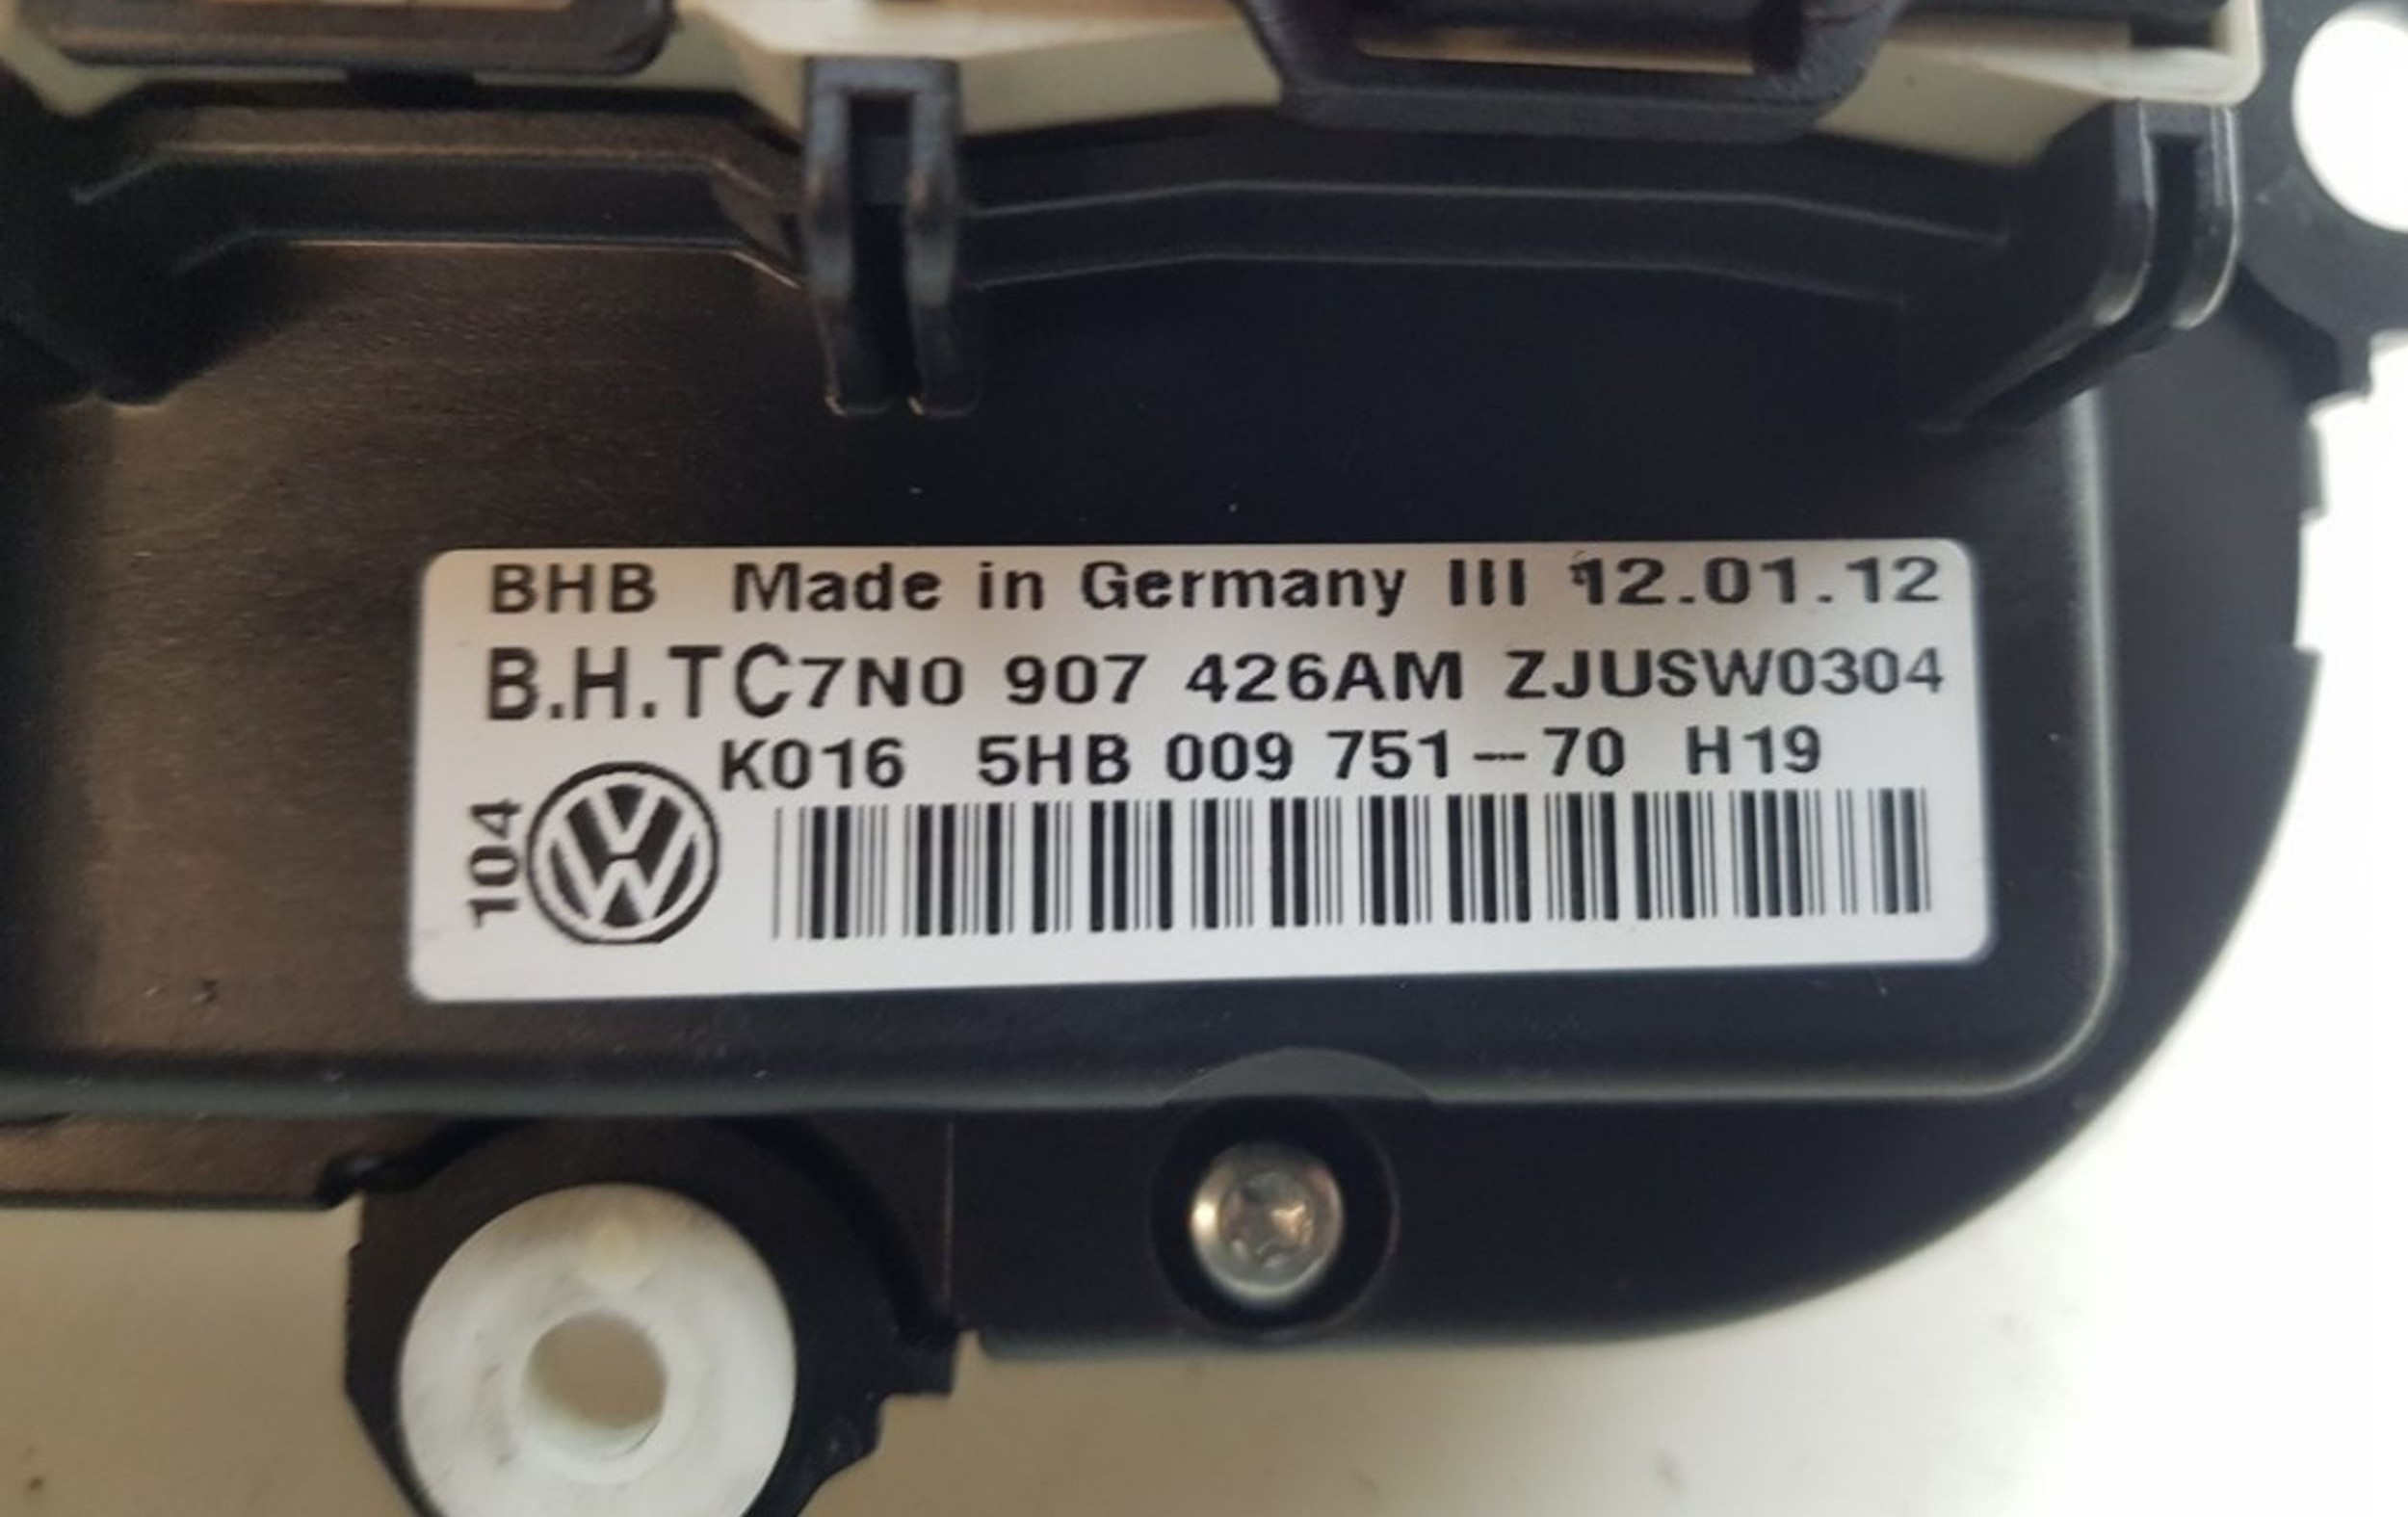 BHB Made in Germany III 12.01.12
B.H.TC7N0 907 426AM ZJUSW0304
K016 5HB 009 751-70 H19
104